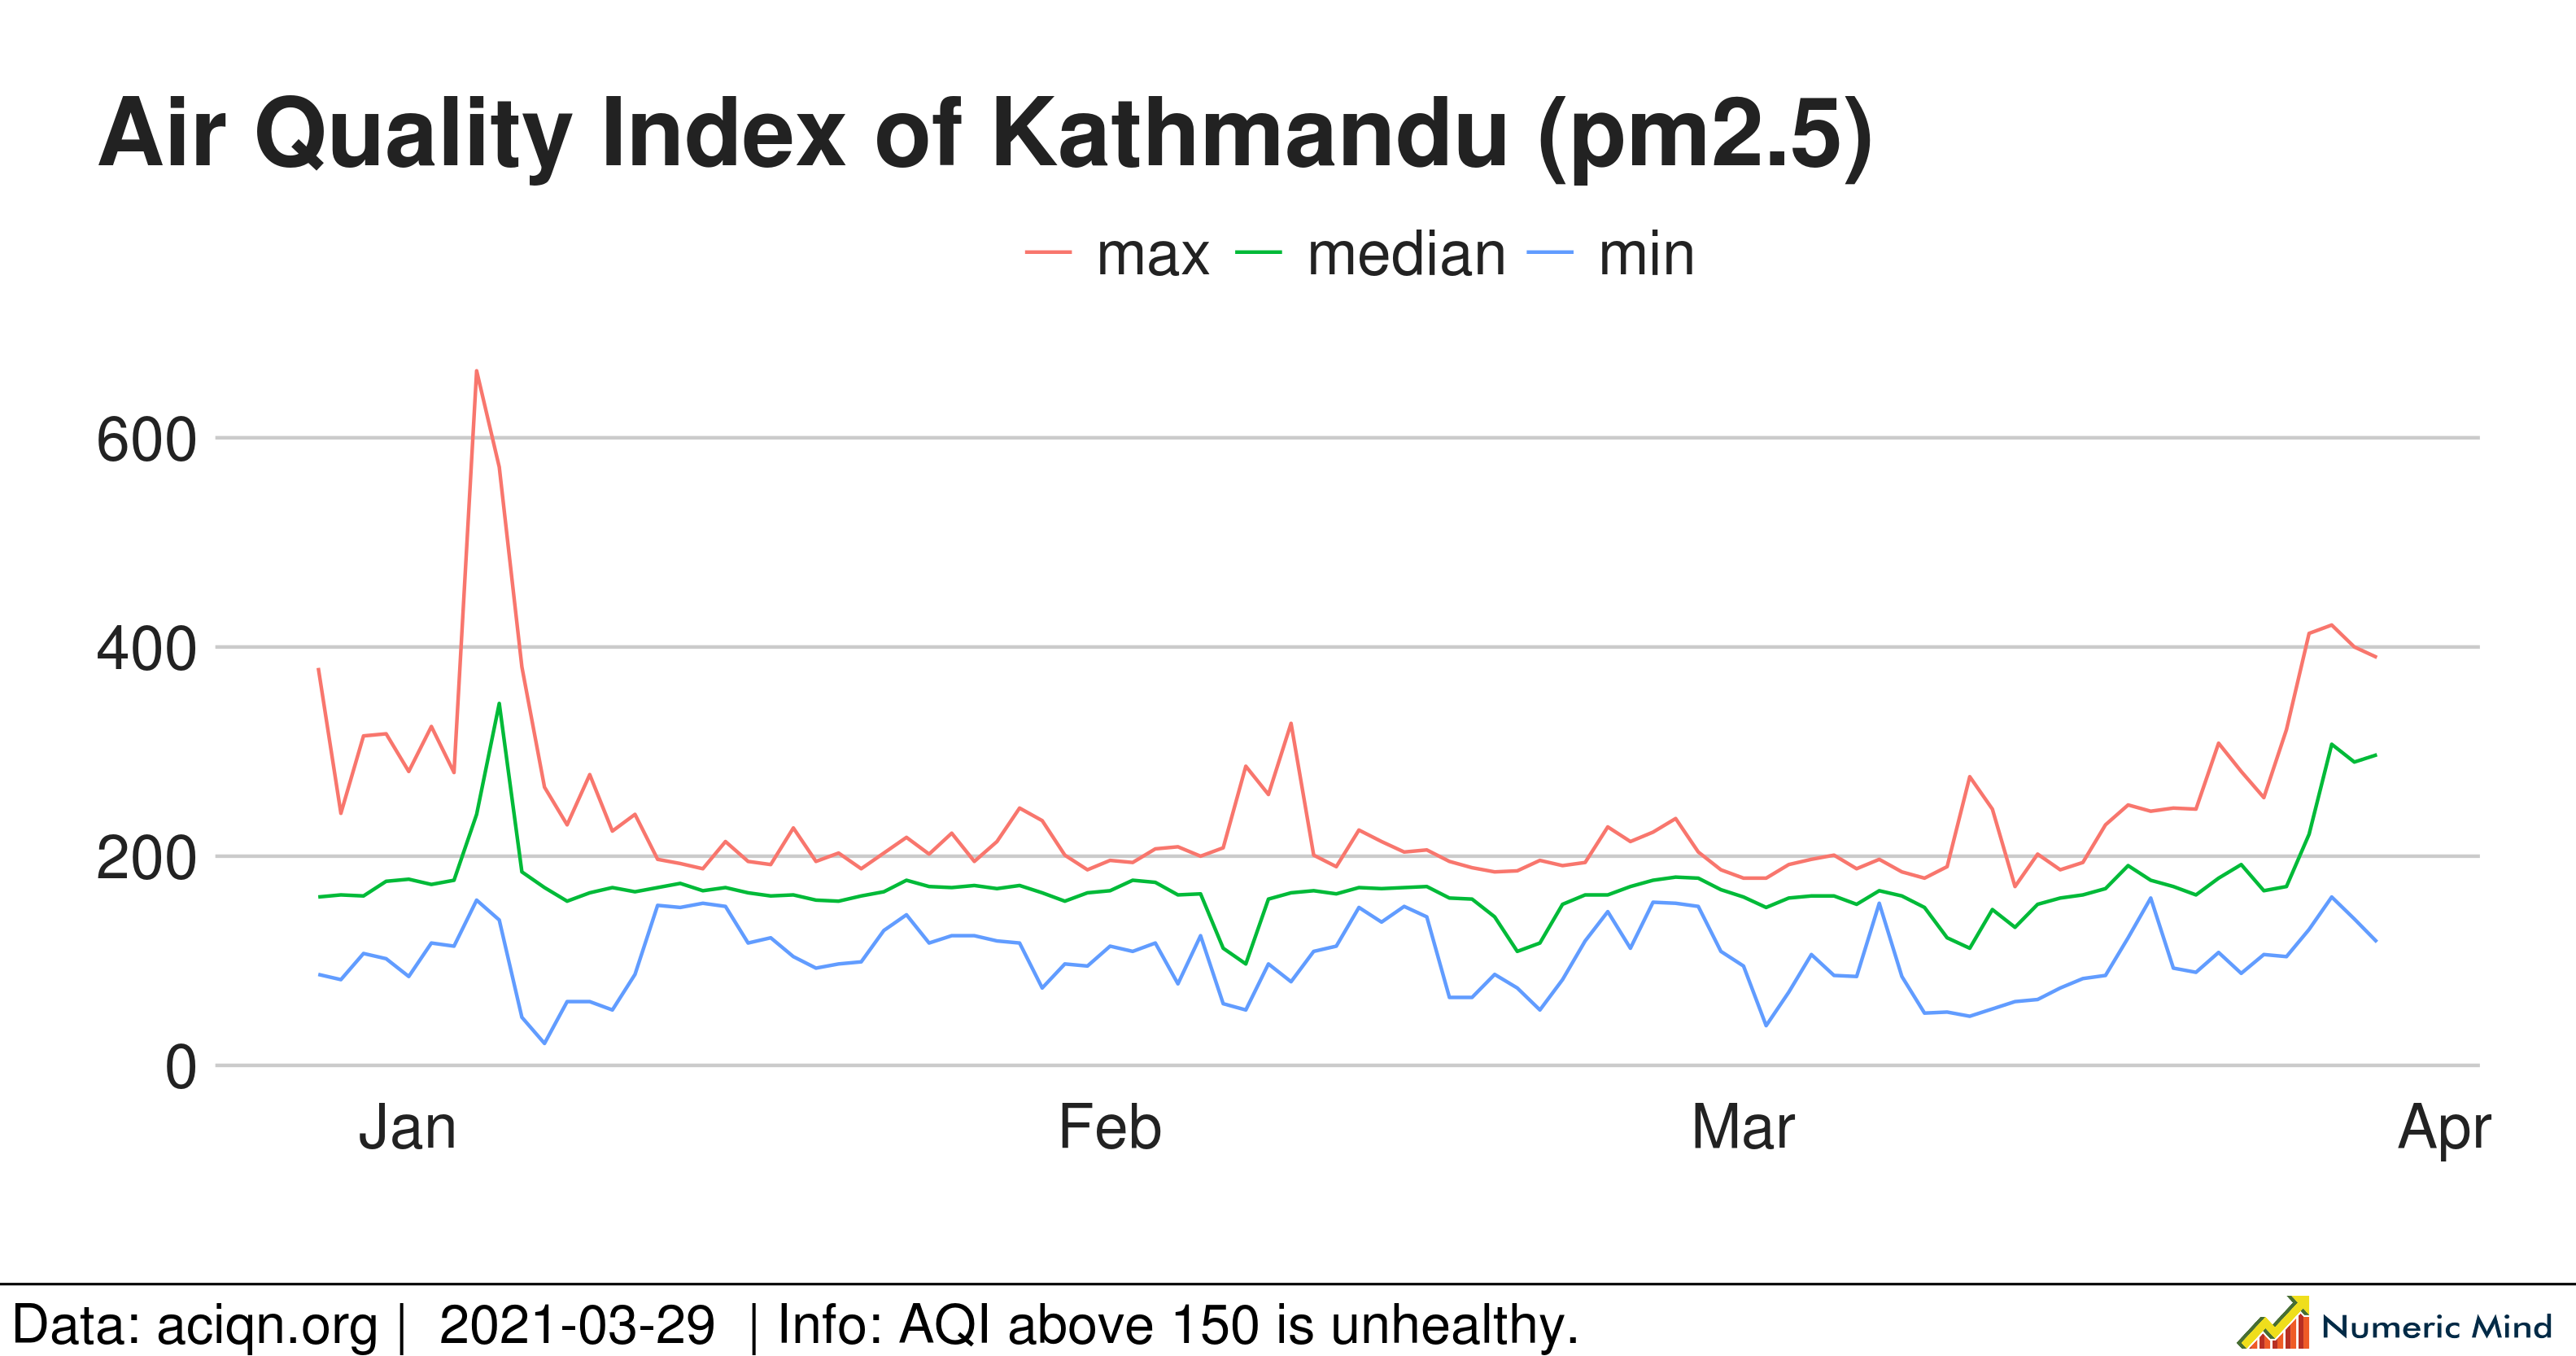 Air Quality Index of Kathmandu (pm2.5)
max median min
600
400
200
0
Jan Feb Mar Apr
Data: aciqn.org | 2021-03-29 | Info: AQI above 150 is unhealthy.
Numeric Mind